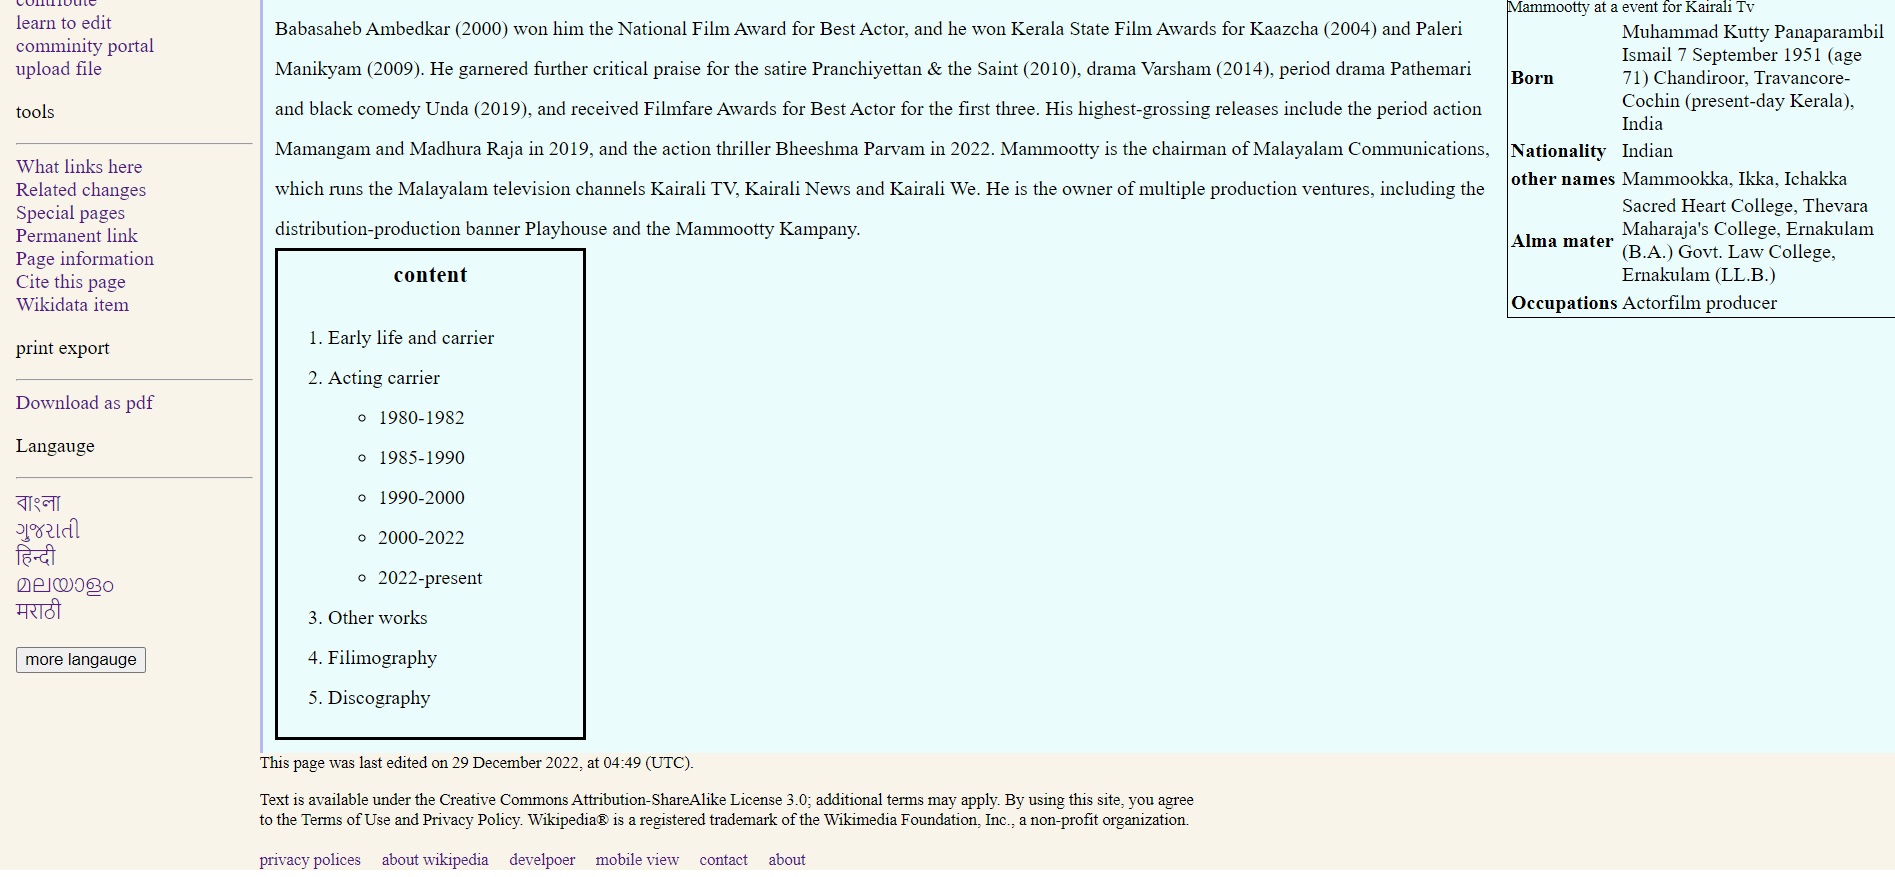 contribute
learn to edit
comminity portal
upload file
tools
What links here
Related changes
Special pages
Permanent link
Page information
Cite this page
Wikidata item
print export
Download as pdf
Langauge
বাংলা
ગુજરાતી
हिन्दी
മലയാളം
मराठी
more langauge
Babasaheb Ambedkar (2000) won him the National Film Award for Best Actor, and he won Kerala State Film Awards for Kaazcha (2004) and Paleri
Manikyam (2009). He garnered further critical praise for the satire Pranchiyettan & the Saint (2010), drama Varsham (2014), period drama Pathemari
and black comedy Unda (2019), and received Filmfare Awards for Best Actor for the first three. His highest-grossing releases include the period action
Mamangam and Madhura Raja in 2019, and the action thriller Bheeshma Parvam in 2022. Mammootty is the chairman of Malayalam Communications,
which runs the Malayalam television channels Kairali TV, Kairali News and Kairali We. He is the owner of multiple production ventures, including the
distribution-production banner Playhouse and the Mammootty Kampany.
content
1. Early life and carrier
2. Acting carrier
1980-1982
1985-1990
1990-2000
2000-2022
2022-present
3. Other works
4. Filimography
5. Discography
Mammootty at a event for Kairali Tv
Born
Muhammad Kutty Panaparambil
Ismail 7 September 1951 (age
71) Chandiroor, Travancore-
Cochin (present-day Kerala),
India
Nationality Indian
other names Mammookka, Ikka, Ichakka
Alma mater
Sacred Heart College, Thevara
Maharaja's College, Ernakulam
(B.A.) Govt. Law College,
Ernakulam (LL.B.)
Occupations Actorfilm producer
This page was last edited on 29 December 2022, at 04:49 (UTC).
Text is available under the Creative Commons Attribution-ShareAlike License 3.0; additional terms may apply. By using this site, you agree
to the Terms of Use and Privacy Policy. Wikipedia® is a registered trademark of the Wikimedia Foundation, Inc., a non-profit organization.
privacy polices about wikipedia develpoer mobile view contact about